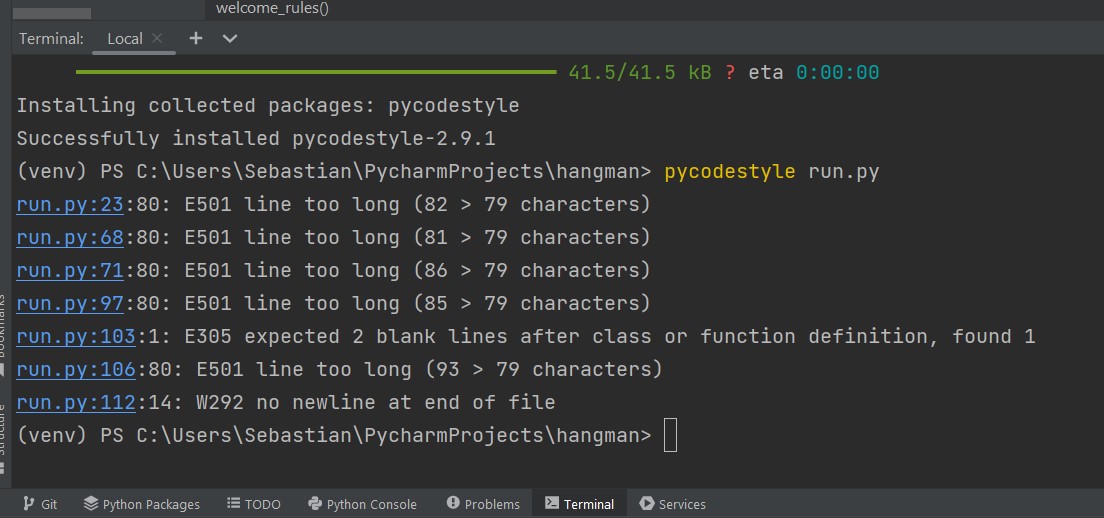 welcome_rules()
Terminal: Local × + 
41.5/41.5 kB ? eta 0:00:00
Installing collected packages: pycodestyle
Successfully installed pycodestyle-2.9.1
(venv) PS C:\Users\Sebastian\PycharmProjects\hangman> pycodestyle run.py
run.py:23:80: E501 line too long (82 > 79 characters)
run.py:68:80: E501 line too long (81 > 79 characters)
run.py:71:80: E501 line too long (86 > 79 characters)
run.py:97:80: E501 line too long (85 > 79 characters)
run.py:103:1: E305 expected 2 blank lines after class or function definition, found 1
run.py:106:80: E501 line too long (93 > 79 characters)
run.py:112:14: W292 no newline at end of file
(venv) PS C:\Users\Sebastian\PycharmProjects\hangman>
Bookmarks
Structure
Git Python Packages TODO Python Console Problems Terminal Services